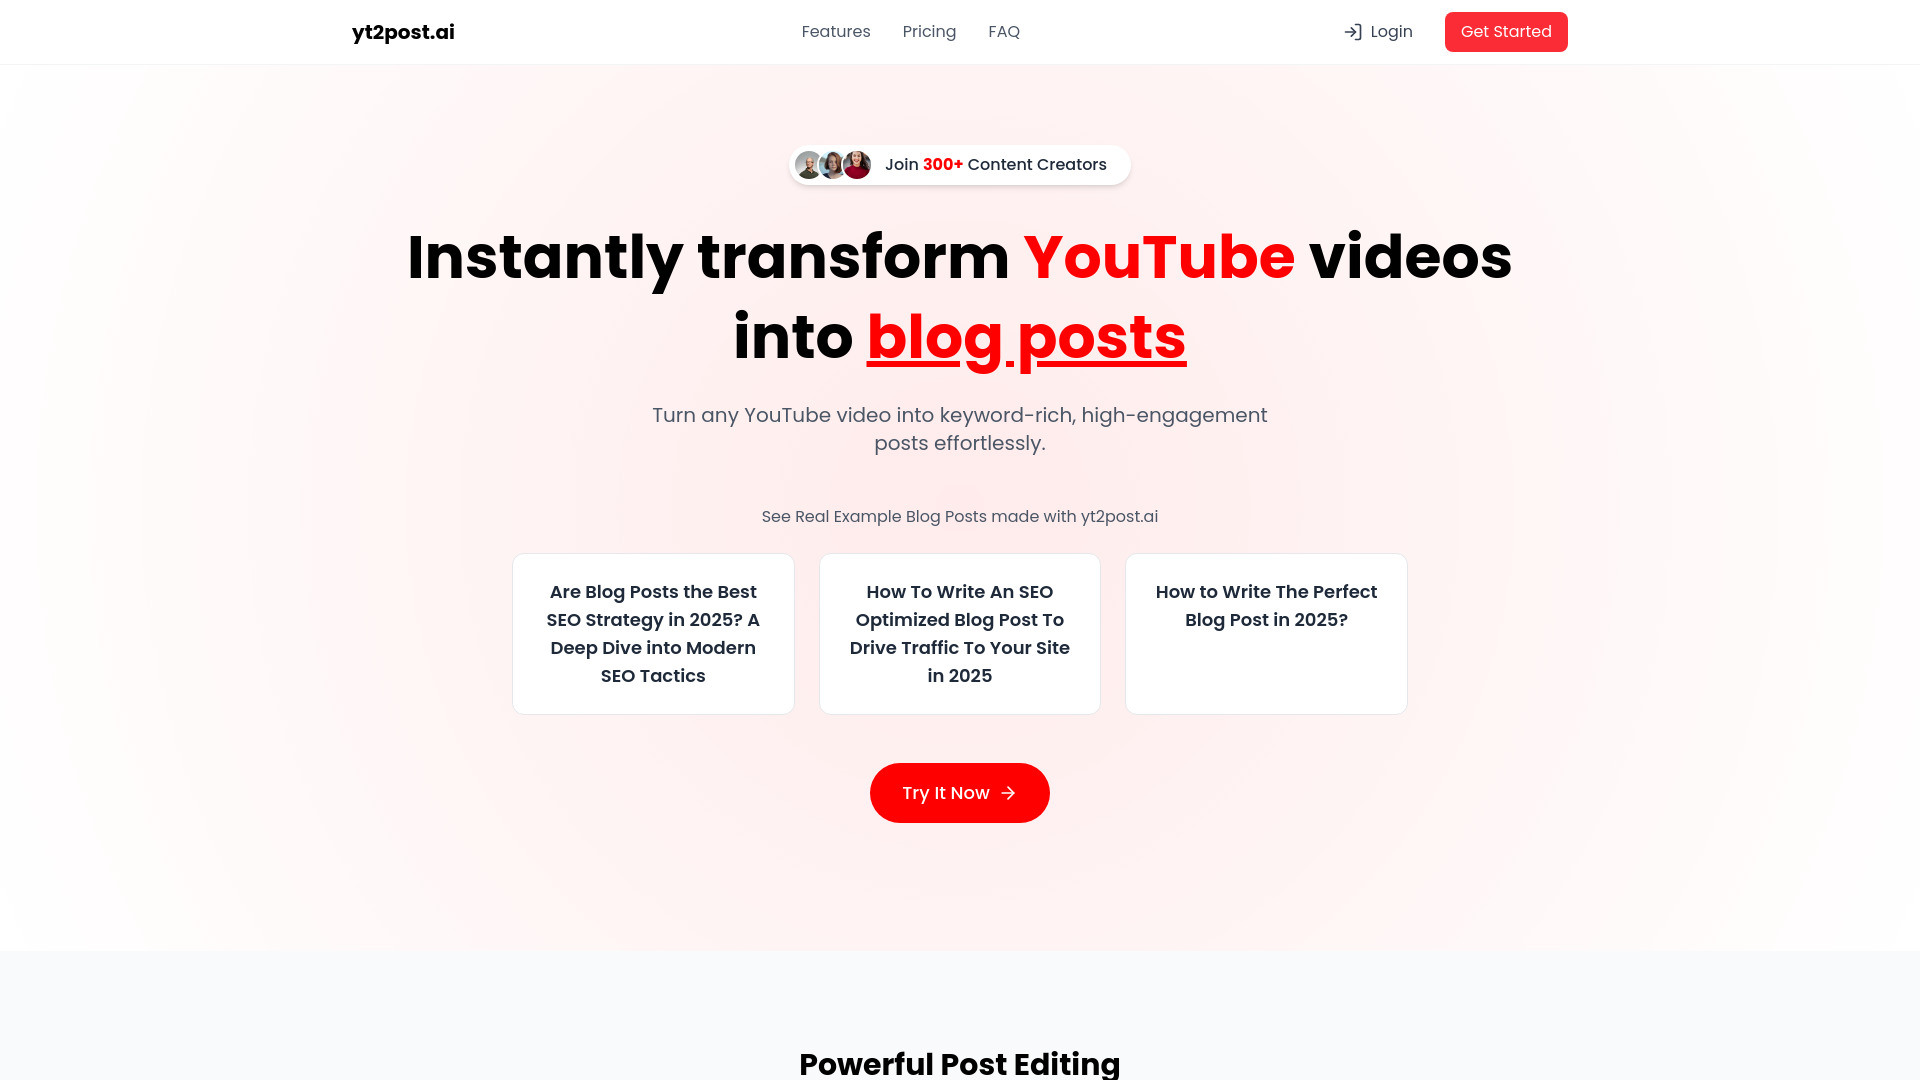 yt2post.ai
Features
Pricing
FAQ
Login
Get Started
Join 300+ Content Creators
Instantly transform YouTube videos
into blog posts
Turn any YouTube video into keyword-rich, high-engagement
posts effortlessly.
See Real Example Blog Posts made with yt2post.ai
Are Blog Posts the Best
SEO Strategy in 2025? A
Deep Dive into Modern
SEO Tactics
How To Write An SEO
Optimized Blog Post To
Drive Traffic To Your Site
in 2025
How to Write The Perfect
Blog Post in 2025?
Try It Now
Powerful Post Editing